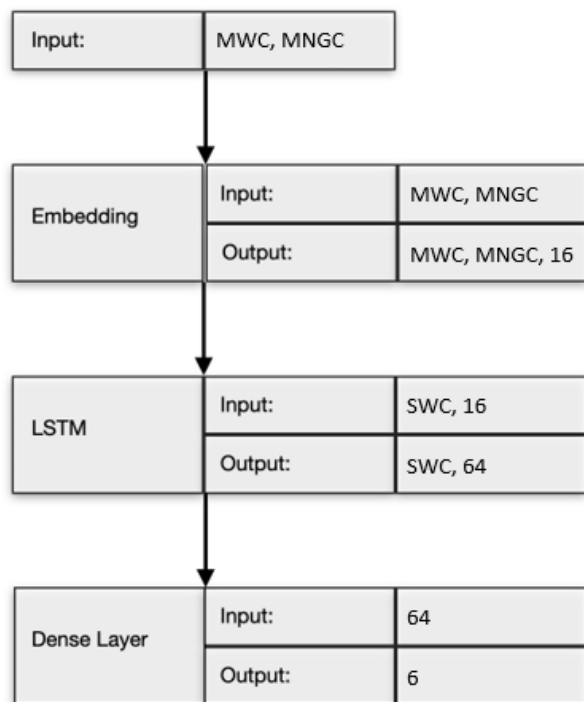 Input: MWC, MNGC
Embedding
Input: MWC, MNGC
Output: MWC, MNGC, 16
LSTM
Input: SWC, 16
Output: SWC, 64
Dense Layer
Input: 64
Output: 6